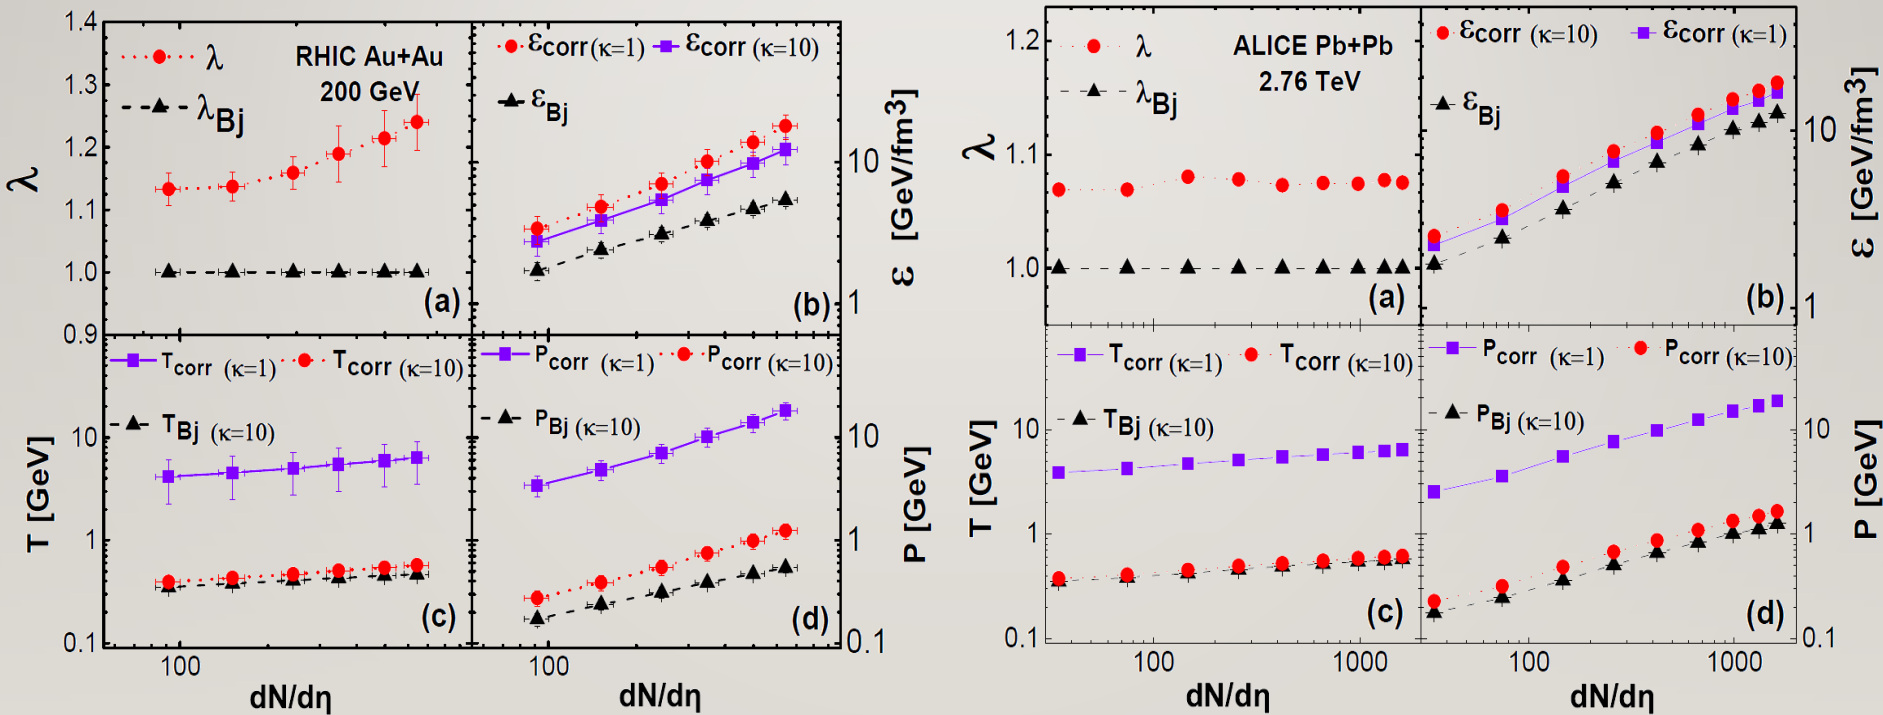 1.4
1.3
1.2
1.1
1.0
0.9
λ
λ
λBj
RHIC Au+Au
200 GeV
(a)
εcorr(κ=1)
εcorr(κ=10)
εBj
10
1
ε [GeV/fm3]
(b)
Tcorr (κ=1)
Tcorr (κ=10)
TBj (κ=10)
10
1
0.1
T [GeV]
(c)
100
dN/dη
Pcorr (κ=1)
Pcorr (κ=10)
PBj (κ=10)
10
1
0.1
P [GeV]
(d)
100
dN/dη
1.2
1.1
1.0
λ
λ
λBj
ALICE Pb+Pb
2.76 TeV
(a)
εcorr (κ=10)
εcorr (κ=1)
εBj
10
1
ε [GeV/fm3]
(b)
Tcorr (κ=1)
Tcorr (κ=10)
TBj (κ=10)
10
1
0.1
T [GeV]
(c)
100
1000
dN/dη
Pcorr (κ=1)
Pcorr (κ=10)
PBj (κ=10)
10
1
0.1
P [GeV]
(d)
100
1000
dN/dη